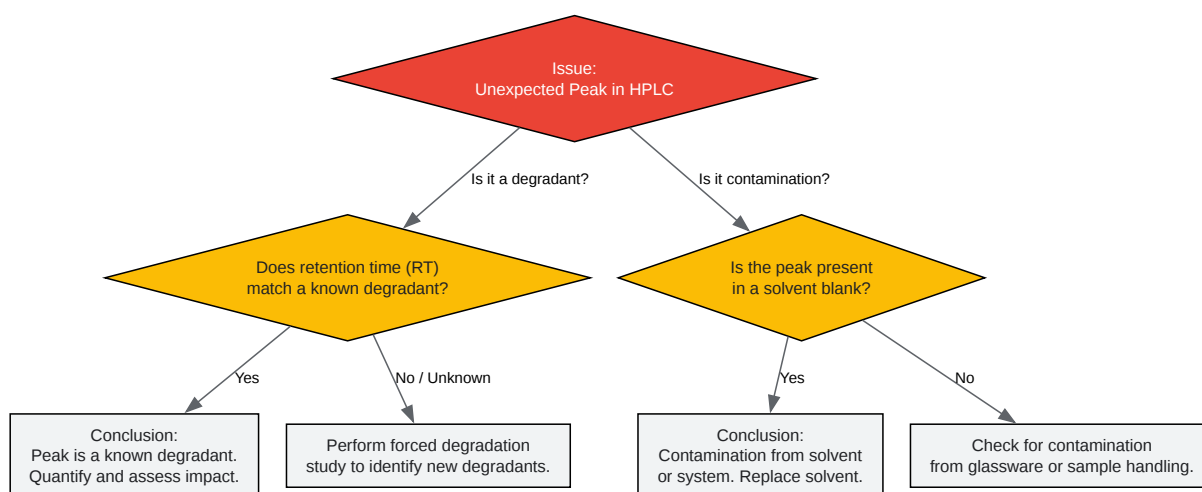 Issue:
Unexpected Peak in HPLC
Is it a degradant?
Is it contamination?
Does retention time (RT)
match a known degradant?
Is the peak present
in a solvent blank?
Yes
No / Unknown
Yes
No
Conclusion:
Peak is a known degradant.
Quantify and assess impact.
Perform forced degradation
study to identify new degradants.
Conclusion:
Contamination from solvent
or system. Replace solvent.
Check for contamination
from glassware or sample handling.